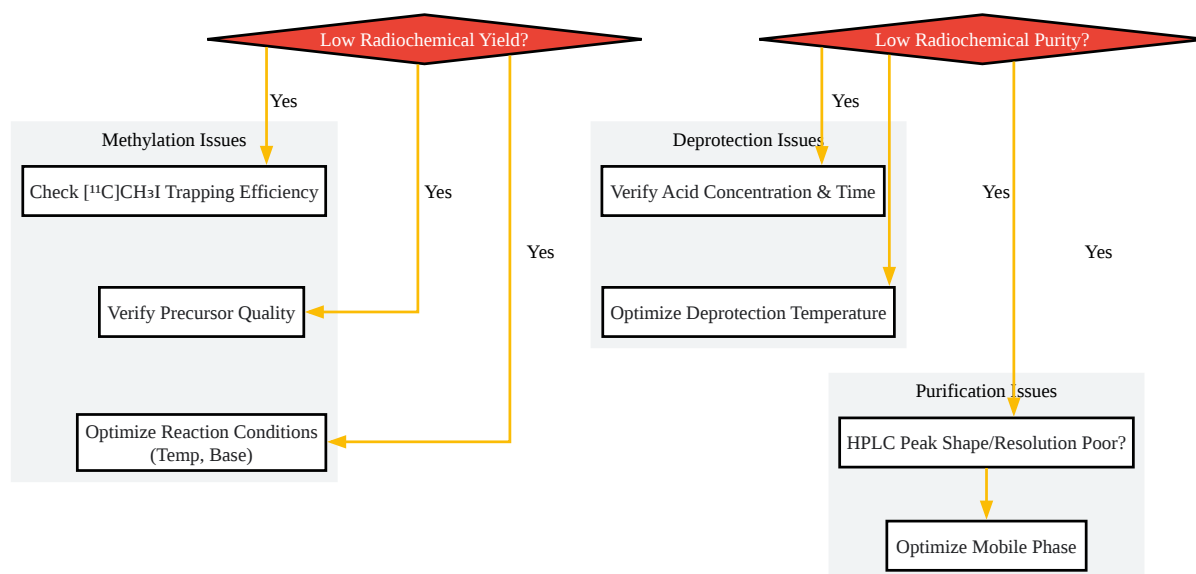 Low Radiochemical Yield?
Low Radiochemical Purity?
Yes
Yes
Methylation Issues
Deprotection Issues
Check [¹¹C]CH₃I Trapping Efficiency
Yes
Verify Acid Concentration & Time
Yes
Yes
Yes
Verify Precursor Quality
Optimize Deprotection Temperature
Purification Issues
Optimize Reaction Conditions
(Temp, Base)
HPLC Peak Shape/Resolution Poor?
Optimize Mobile Phase